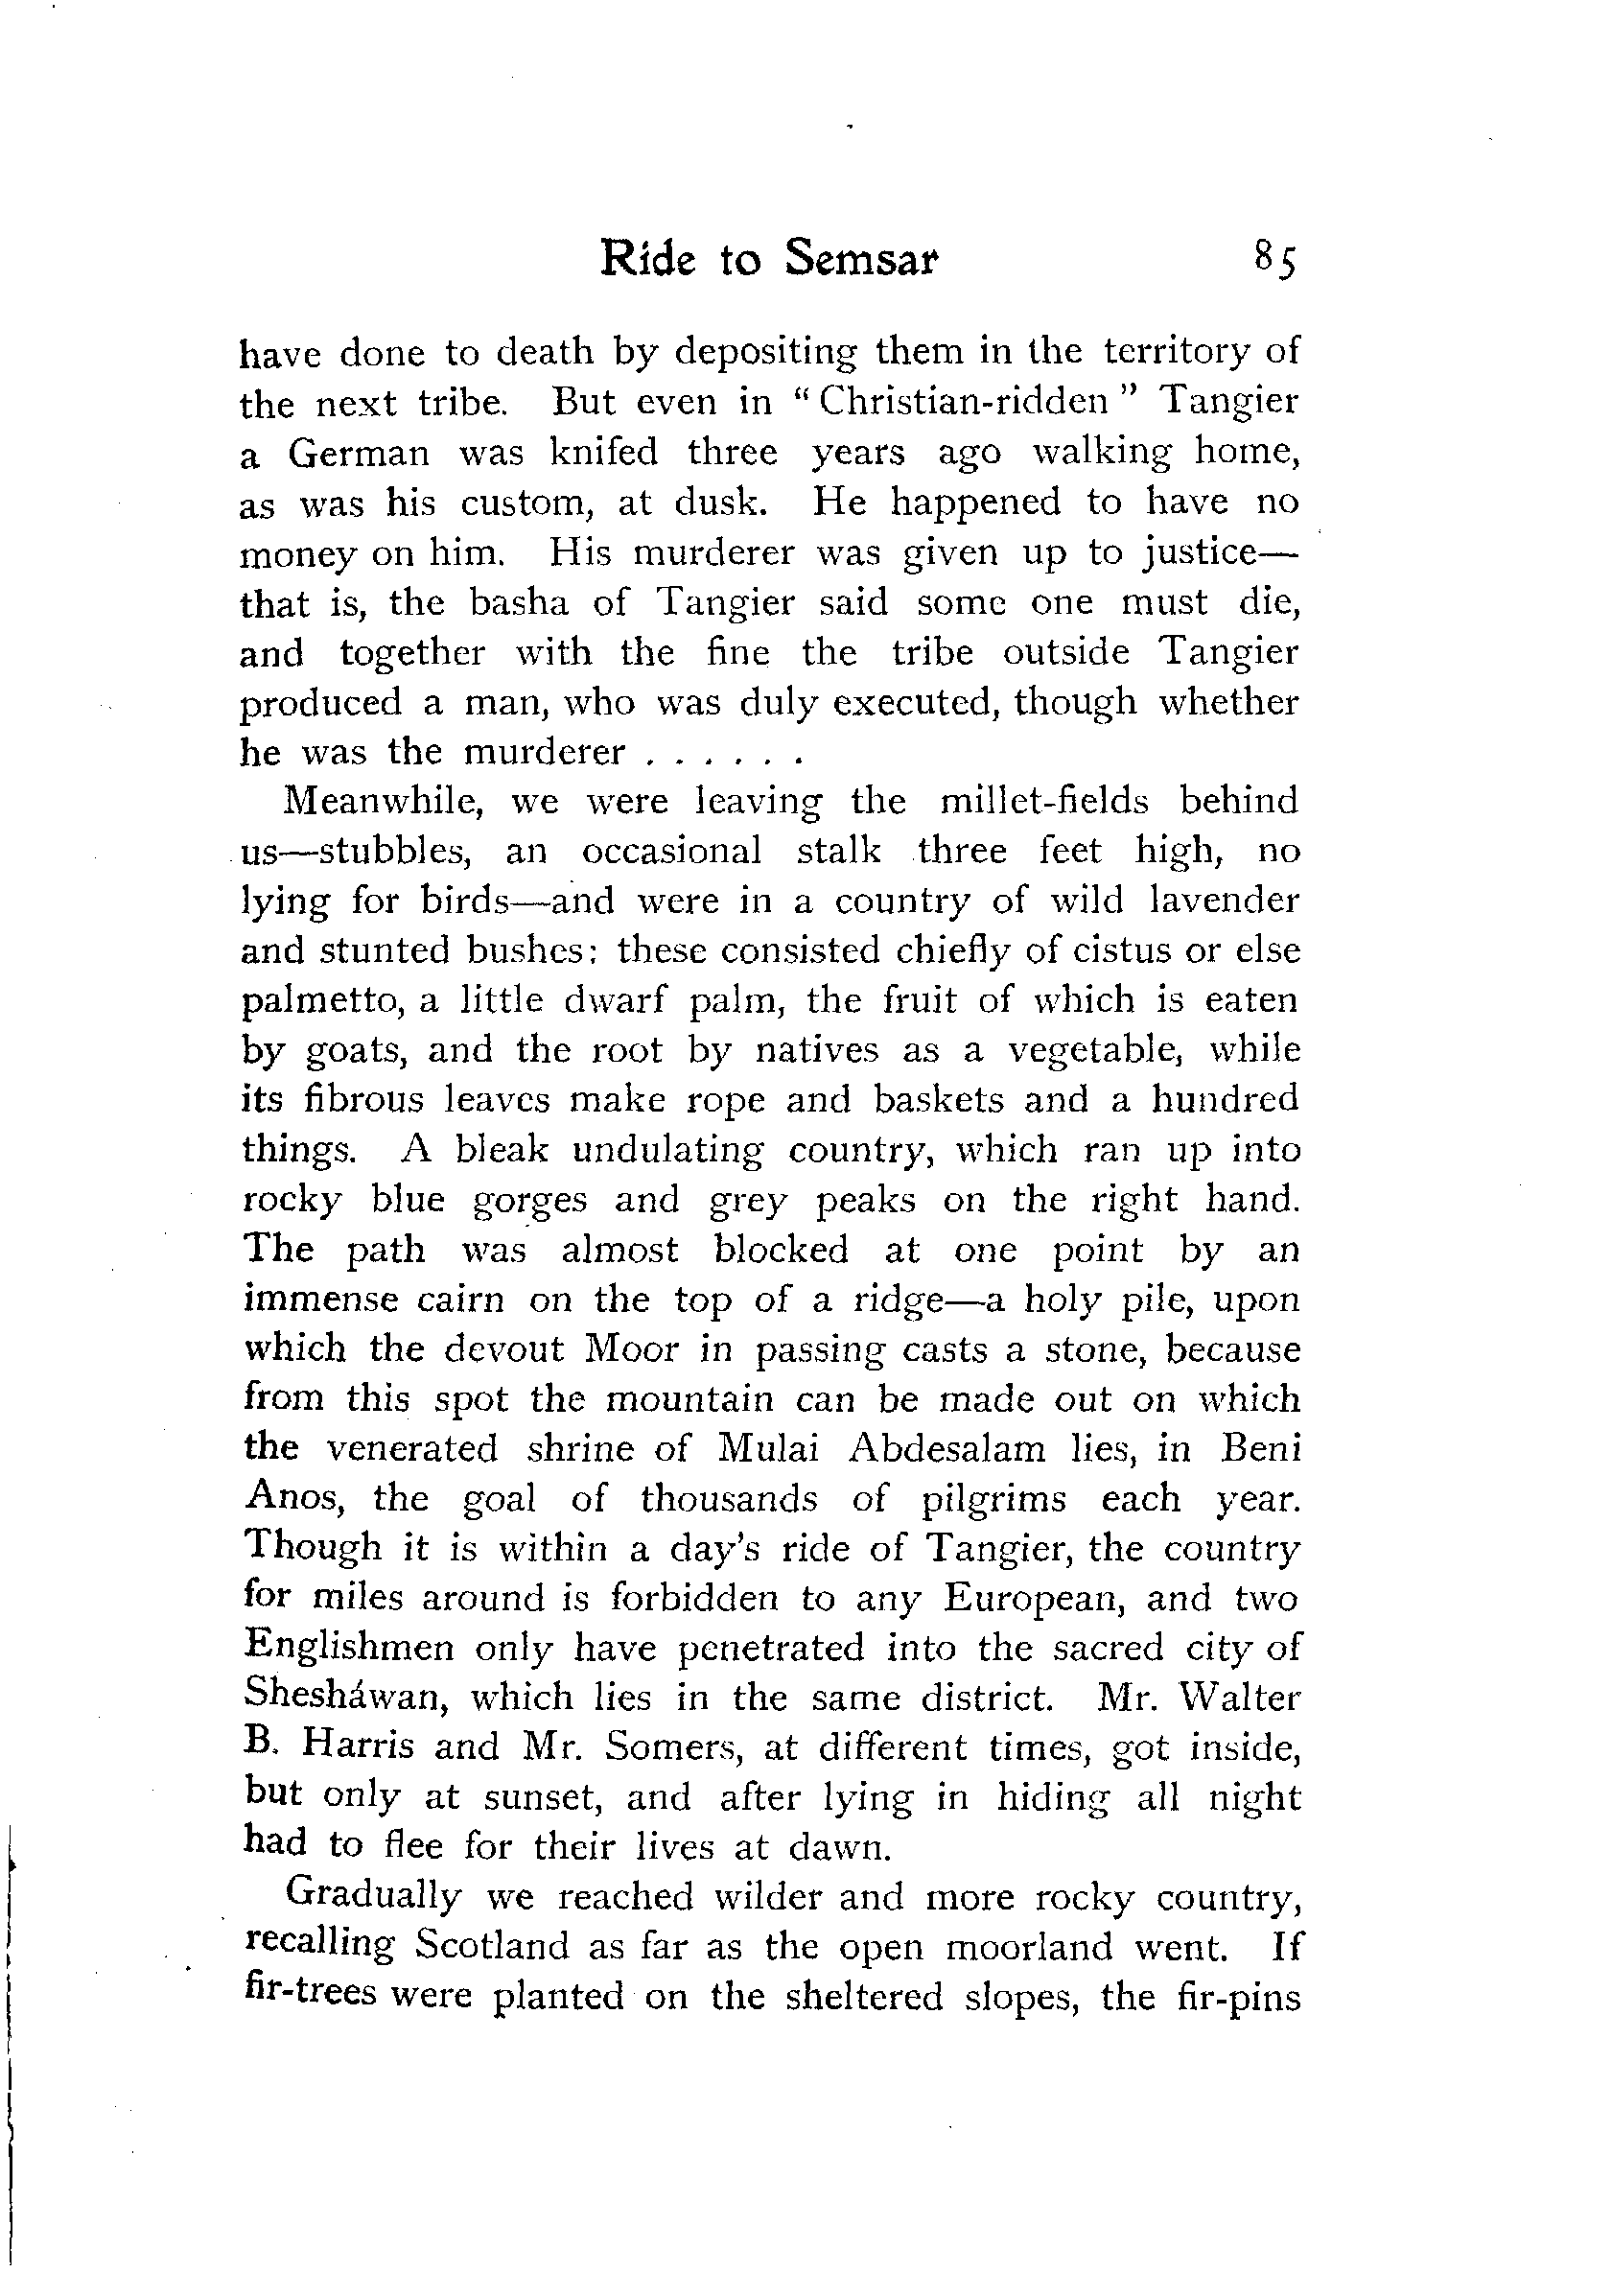 Ride to Semsar 85
have done to death by depositing them in the territory of
the next tribe. But even in "Christian-ridden" Tangier
a German was knifed three years ago walking home,
as was his custom, at dusk. He happened to have no
money on him. His murderer was given up to justice—
that is, the basha of Tangier said some one must die,
and together with the fine the tribe outside Tangier
produced a man, who was duly executed, though whether
he was the murderer . . . . . .
Meanwhile, we were leaving the millet-fields behind
us—stubbles, an occasional stalk three feet high, no
lying for birds—and were in a country of wild lavender
and stunted bushes: these consisted chiefly of cistus or else
palmetto, a little dwarf palm, the fruit of which is eaten
by goats, and the root by natives as a vegetable, while
its fibrous leaves make rope and baskets and a hundred
things. A bleak undulating country, which ran up into
rocky blue gorges and grey peaks on the right hand.
The path was almost blocked at one point by an
immense cairn on the top of a ridge—a holy pile, upon
which the devout Moor in passing casts a stone, because
from this spot the mountain can be made out on which
the venerated shrine of Mulai Abdesalam lies, in Beni
Anos, the goal of thousands of pilgrims each year.
Though it is within a day's ride of Tangier, the country
for miles around is forbidden to any European, and two
Englishmen only have penetrated into the sacred city of
Shesháwan, which lies in the same district. Mr. Walter
B. Harris and Mr. Somers, at different times, got inside,
but only at sunset, and after lying in hiding all night
had to flee for their lives at dawn.
Gradually we reached wilder and more rocky country,
recalling Scotland as far as the open moorland went. If
fir-trees were planted on the sheltered slopes, the fir-pins